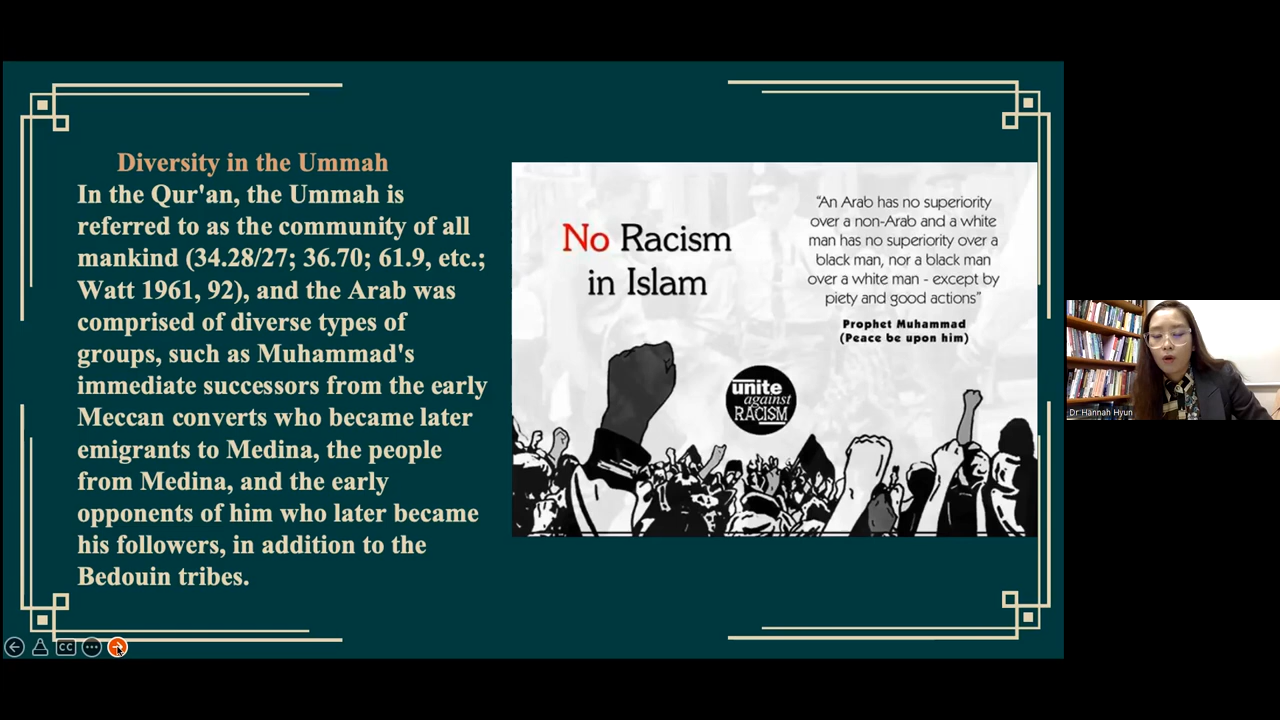 Diversity in the Ummah
In the Qur'an, the Ummah is
referred to as the community of all
mankind (34.28/27; 36.70; 61.9, etc.;
Watt 1961, 92), and the Arab was
comprised of diverse types of
groups, such as Muhammad's
immediate successors from the early
Meccan converts who became later
emigrants to Medina, the people
from Medina, and the early
opponents of him who later became
his followers, in addition to the
Bedouin tribes.
No Racism
in Islam
“An Arab has no superiority
over a non-Arab and a white
man has no superiority over a
black man, nor a black man
over a white man - except by
piety and good actions”
Prophet Muhammad
(Peace be upon him)
unite
against
RACISM
CC
Dr Hannah Hyun